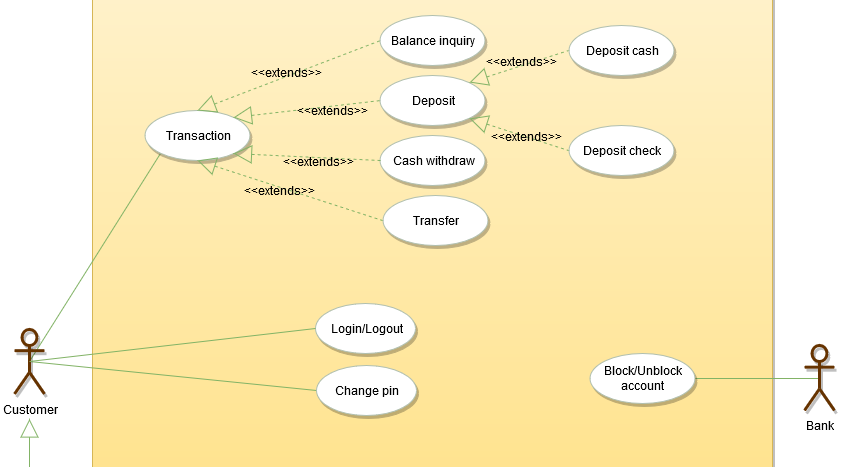 Balance inquiry
Deposit cash
<<extends>>
<<extends>>
Deposit
<<extends>>
Transaction
<<extends>>
Deposit check
<<extends>>
Cash withdraw
<<extends>>
Transfer
Login/Logout
Block/Unblock
account
Change pin
Customer
Bank